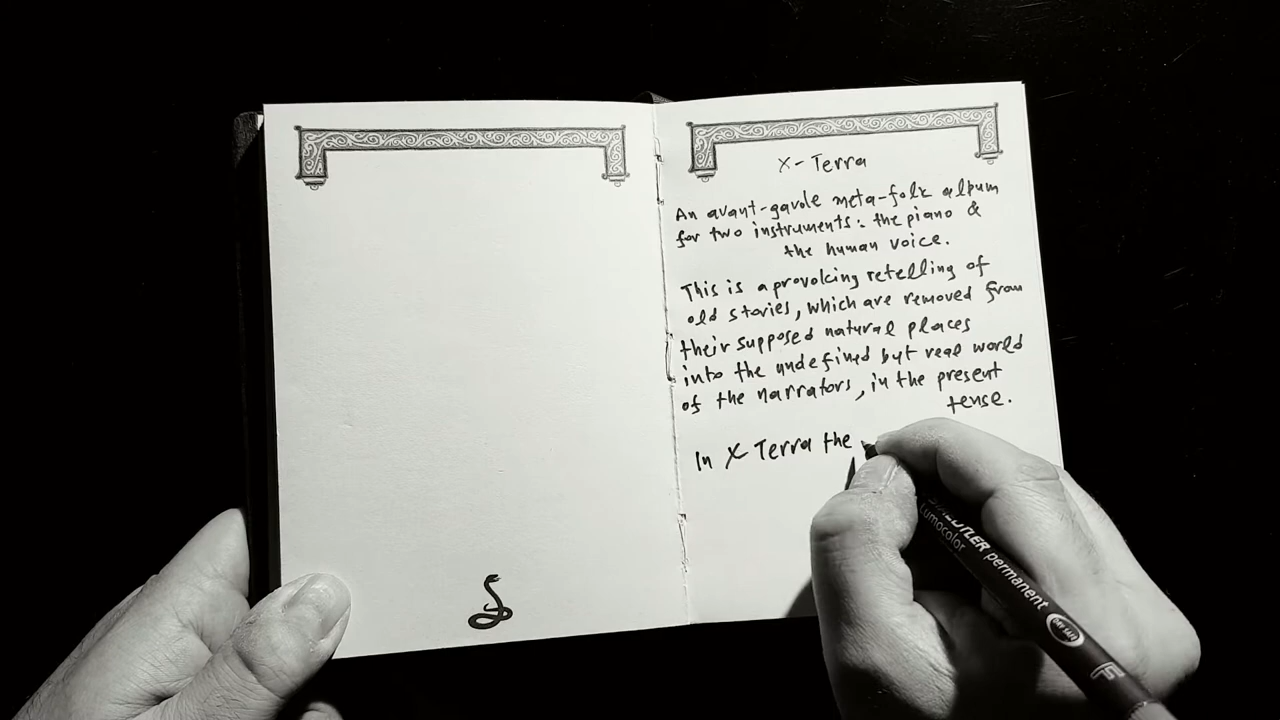 X-Terra
An avant-garde meta-folk album
for two instruments: the piano &
the human voice.
This is a provoking retelling of
old stories, which are removed from
their supposed natural places
into the undefined but real world
of the narrators, in the present
tense.
In X Terra the
STAEDTLER permanent
Lumocolor
DRY SAFE
F